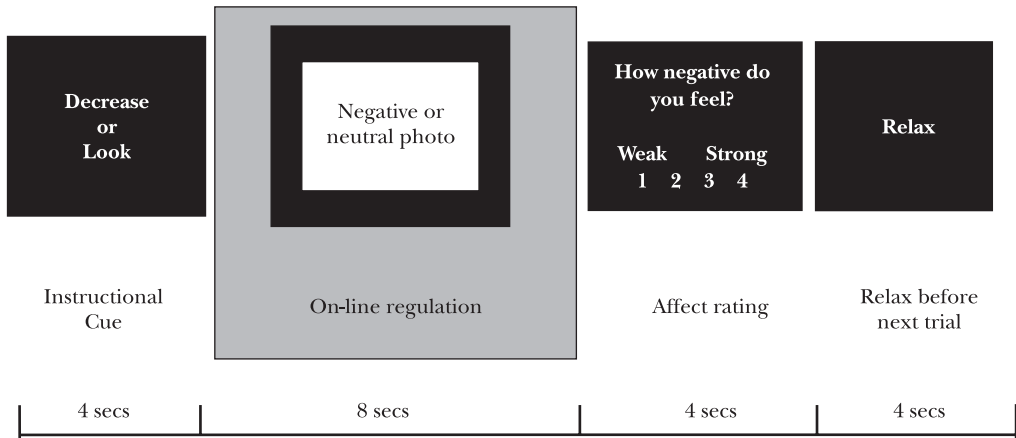 Decrease
or
Look
Negative or
neutral photo
How negative do
you feel?
Weak Strong
1 2 3 4
Relax
Instructional
Cue
On-line regulation
Affect rating
Relax before
next trial
4 secs
8 secs
4 secs
4 secs